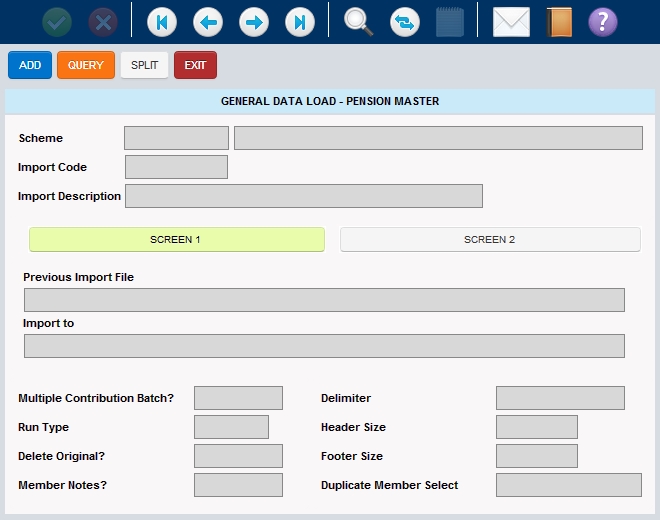 ?
ADD QUERY SPLIT EXIT
GENERAL DATA LOAD - PENSION MASTER
Scheme
Import Code
Import Description
SCREEN 1 SCREEN 2
Previous Import File
Import to
Multiple Contribution Batch? Delimiter
Run Type Header Size
Delete Original? Footer Size
Member Notes? Duplicate Member Select